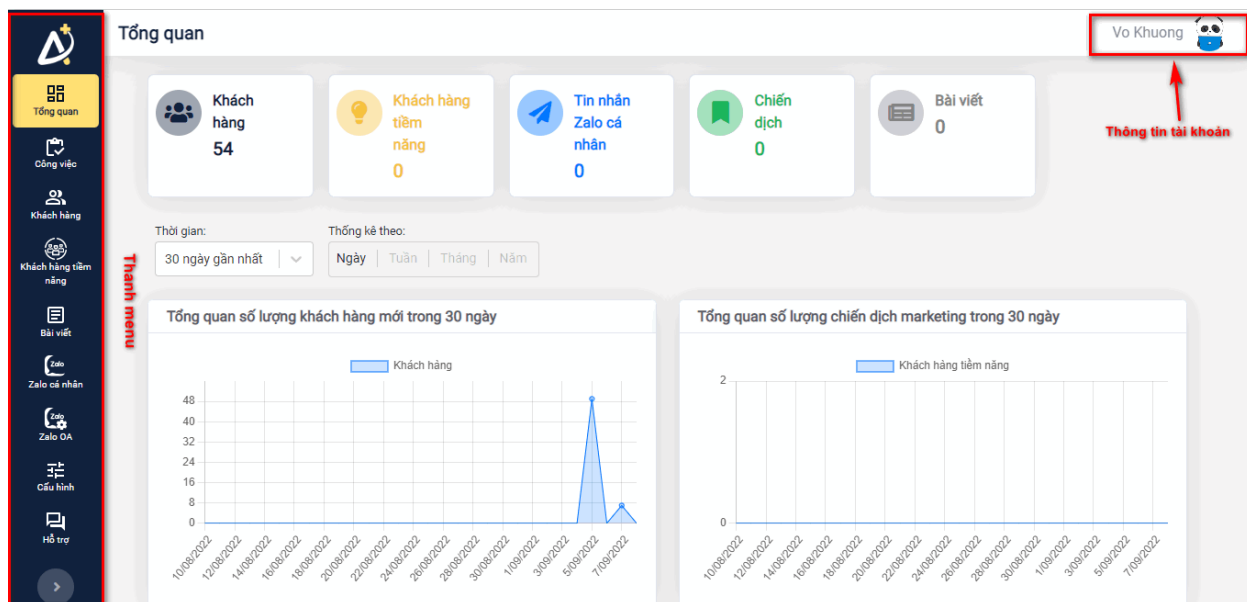 Tổng quan
Vo Khuong
Thông tin tài khoản
Tổng quan
Công việc
Khách hàng
Khách hàng tiềm
năng
Bài viết
Zalo
Zalo cá nhân
Zalo
Zalo OA
Cấu hình
Hỗ trợ
Thanh menu
Khách
hàng
54
Khách hàng
tiềm
năng
0
Tin nhắn
Zalo cá
nhân
0
Chiến
dịch
0
Bài viết
0
Thời gian:
30 ngày gần nhất
Thống kê theo:
Ngày Tuần Tháng Năm
Tổng quan số lượng khách hàng mới trong 30 ngày
Khách hàng
48
40
32
24
16
8
0
10/08/2022
12/08/2022
14/08/2022
16/08/2022
18/08/2022
20/08/2022
22/08/2022
24/08/2022
26/08/2022
28/08/2022
30/08/2022
1/09/2022
3/09/2022
5/09/2022
7/09/2022
Tổng quan số lượng chiến dịch marketing trong 30 ngày
Khách hàng tiềm năng
2
0
10/08/2022
12/08/2022
14/08/2022
16/08/2022
18/08/2022
20/08/2022
22/08/2022
24/08/2022
26/08/2022
28/08/2022
30/08/2022
1/09/2022
3/09/2022
5/09/2022
7/09/2022